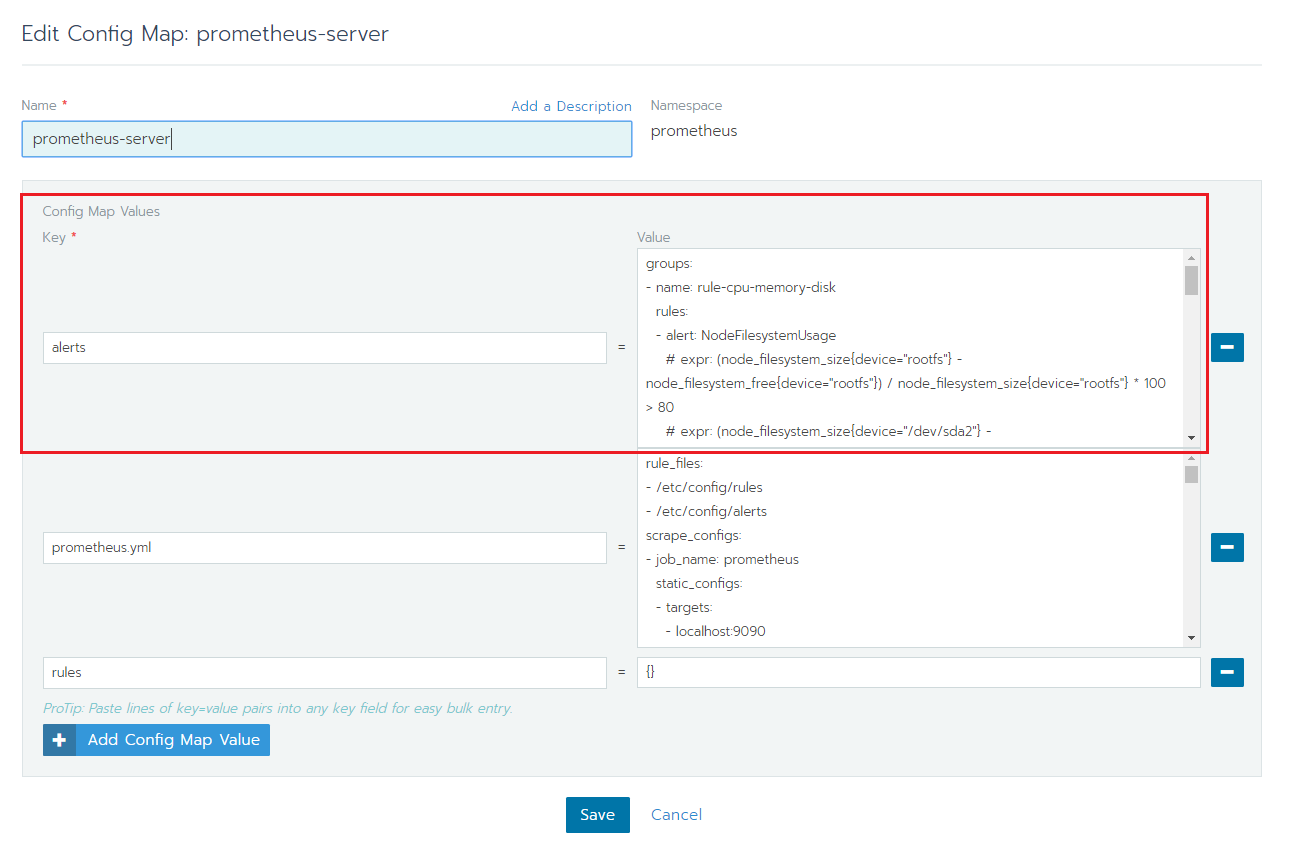 Edit Config Map: prometheus-server
Name *
Add a Description
Namespace
prometheus-server
prometheus
Config Map Values
Key *
Value
alerts
=
groups:
- name: rule-cpu-memory-disk
rules:
- alert: NodeFilesystemUsage
# expr: (node_filesystem_size{device="rootfs"} -
node_filesystem_free{device="rootfs"}) / node_filesystem_size{device="rootfs"} * 100
> 80
# expr: (node_filesystem_size{device="/dev/sda2"} -
prometheus.yml
=
rule_files:
- /etc/config/rules
- /etc/config/alerts
scrape_configs:
- job_name: prometheus
static_configs:
- targets:
- localhost:9090
rules
=
{}
ProTip: Paste lines of key=value pairs into any key field for easy bulk entry.
Add Config Map Value
Save
Cancel